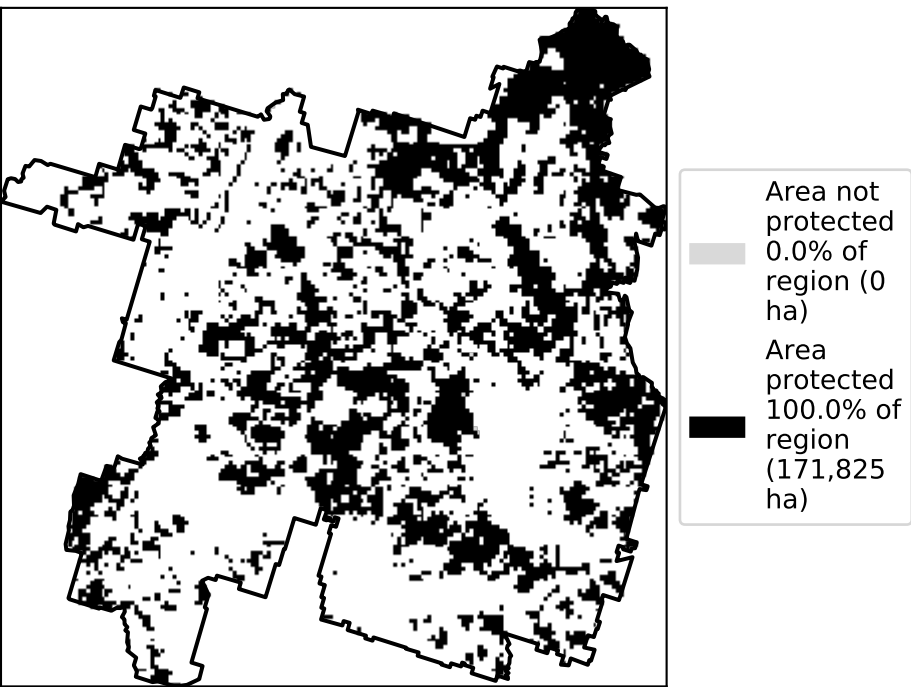 Area not
protected
0.0% of
region (0
ha)
Area
protected
100.0% of
region
(171,825
ha)